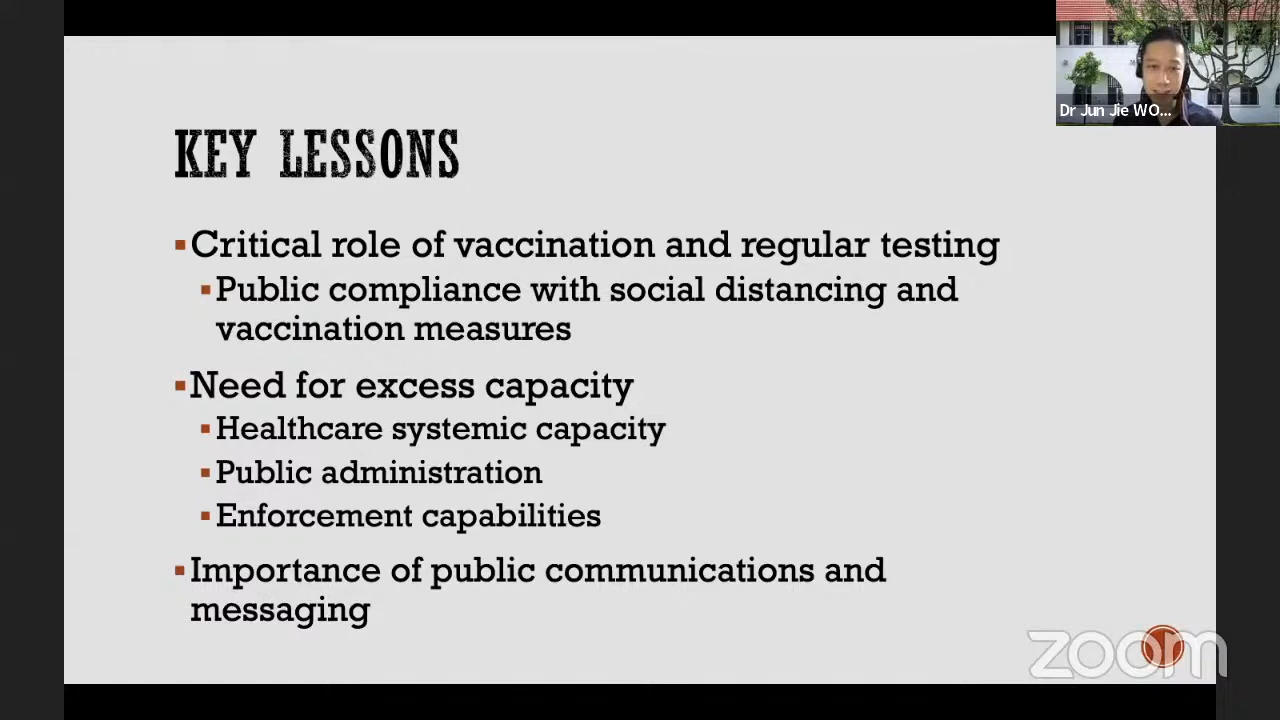 Dr Jun Jie WO...
KEY LESSONS
Critical role of vaccination and regular testing
Public compliance with social distancing and
vaccination measures
Need for excess capacity
Healthcare systemic capacity
Public administration
Enforcement capabilities
Importance of public communications and
messaging
zoom